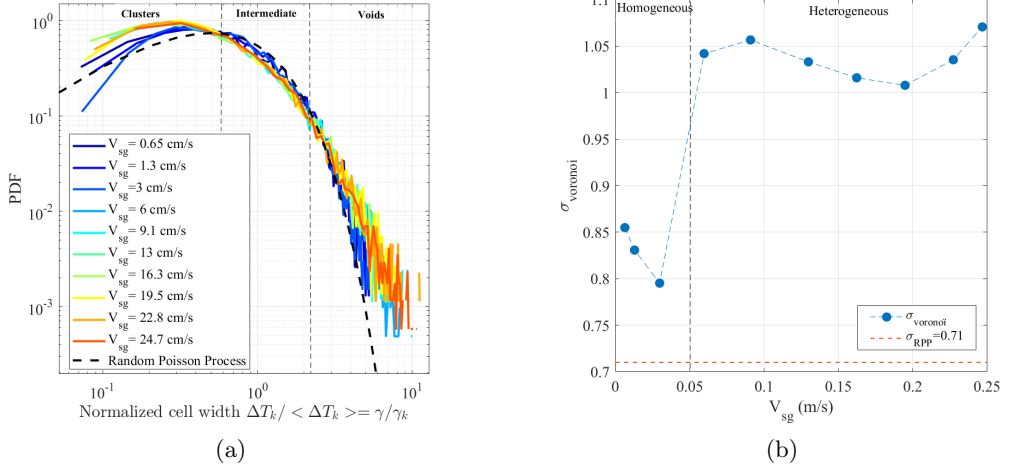 Clusters Intermediate Voids
10^0
10^-1
10^-2
10^-3
PDF
V_sg= 0.65 cm/s
V_sg= 1.3 cm/s
V_sg=3 cm/s
V_sg= 6 cm/s
V_sg= 9.1 cm/s
V_sg= 13 cm/s
V_sg= 16.3 cm/s
V_sg= 19.5 cm/s
V_sg= 22.8 cm/s
V_sg= 24.7 cm/s
Random Poisson Process
10^-1 10^0 10^1
Normalized cell width ΔT_k/ < ΔT_k >= γ/γ_k
(a)
Homogeneous Heterogeneous
1.1
1.05
1
0.95
0.9
0.85
0.8
0.75
0.7
σ_voronoi
σ_voronoï
σ_RPP=0.71
0 0.05 0.1 0.15 0.2 0.25
V_sg (m/s)
(b)